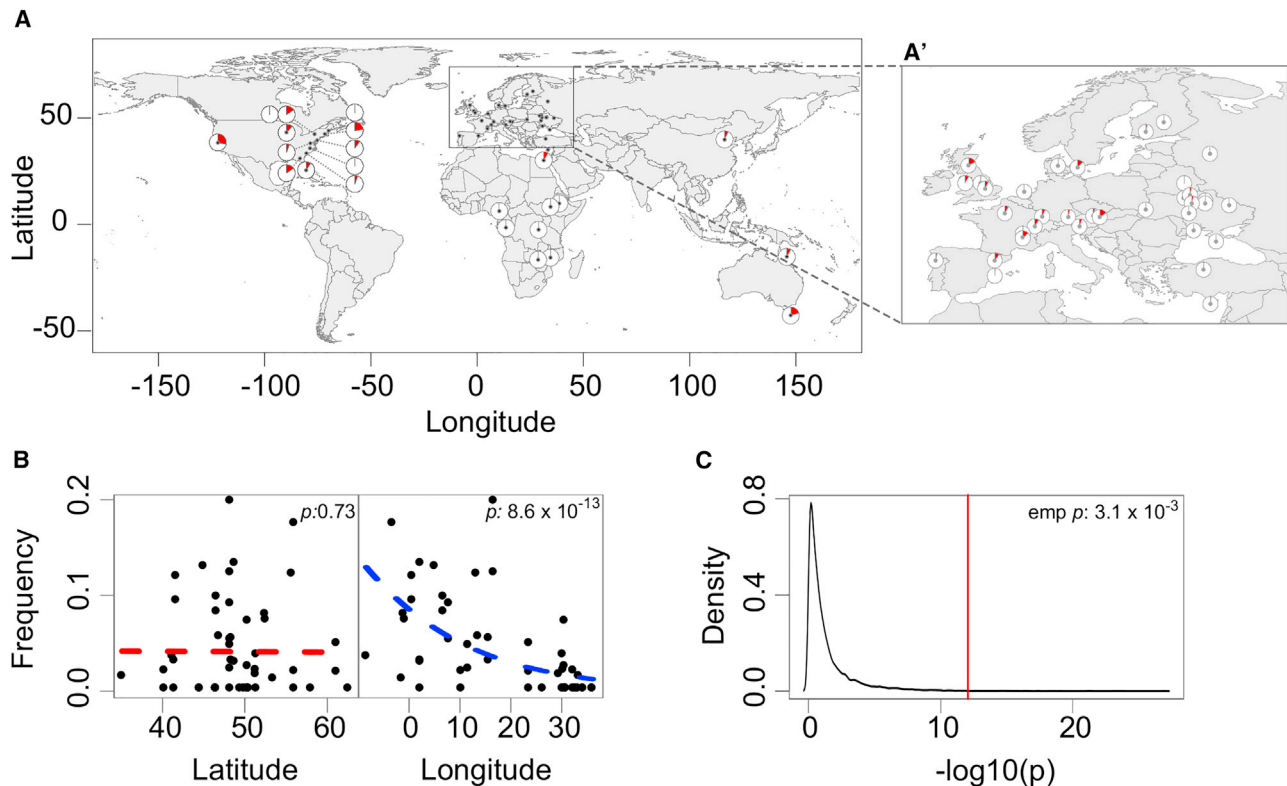 A
A'
50
0
-50
Latitude
-150
-100
-50
0
50
100
150
Longitude
B
0.2
0.1
0.0
Frequency
p:0.73
p: 8.6 x 10-13
40
50
60
Latitude
0
10
20
30
Longitude
C
0.8
0.4
0.0
Density
emp p: 3.1 x 10-3
0
10
20
-log10(p)